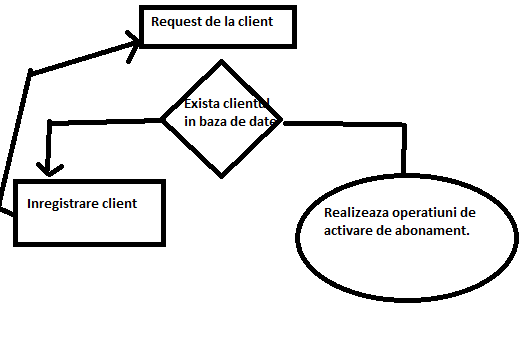 Request de la client
Exista clientul
in baza de date
Inregistrare client
Realizeaza operatiuni de
activare de abonament.